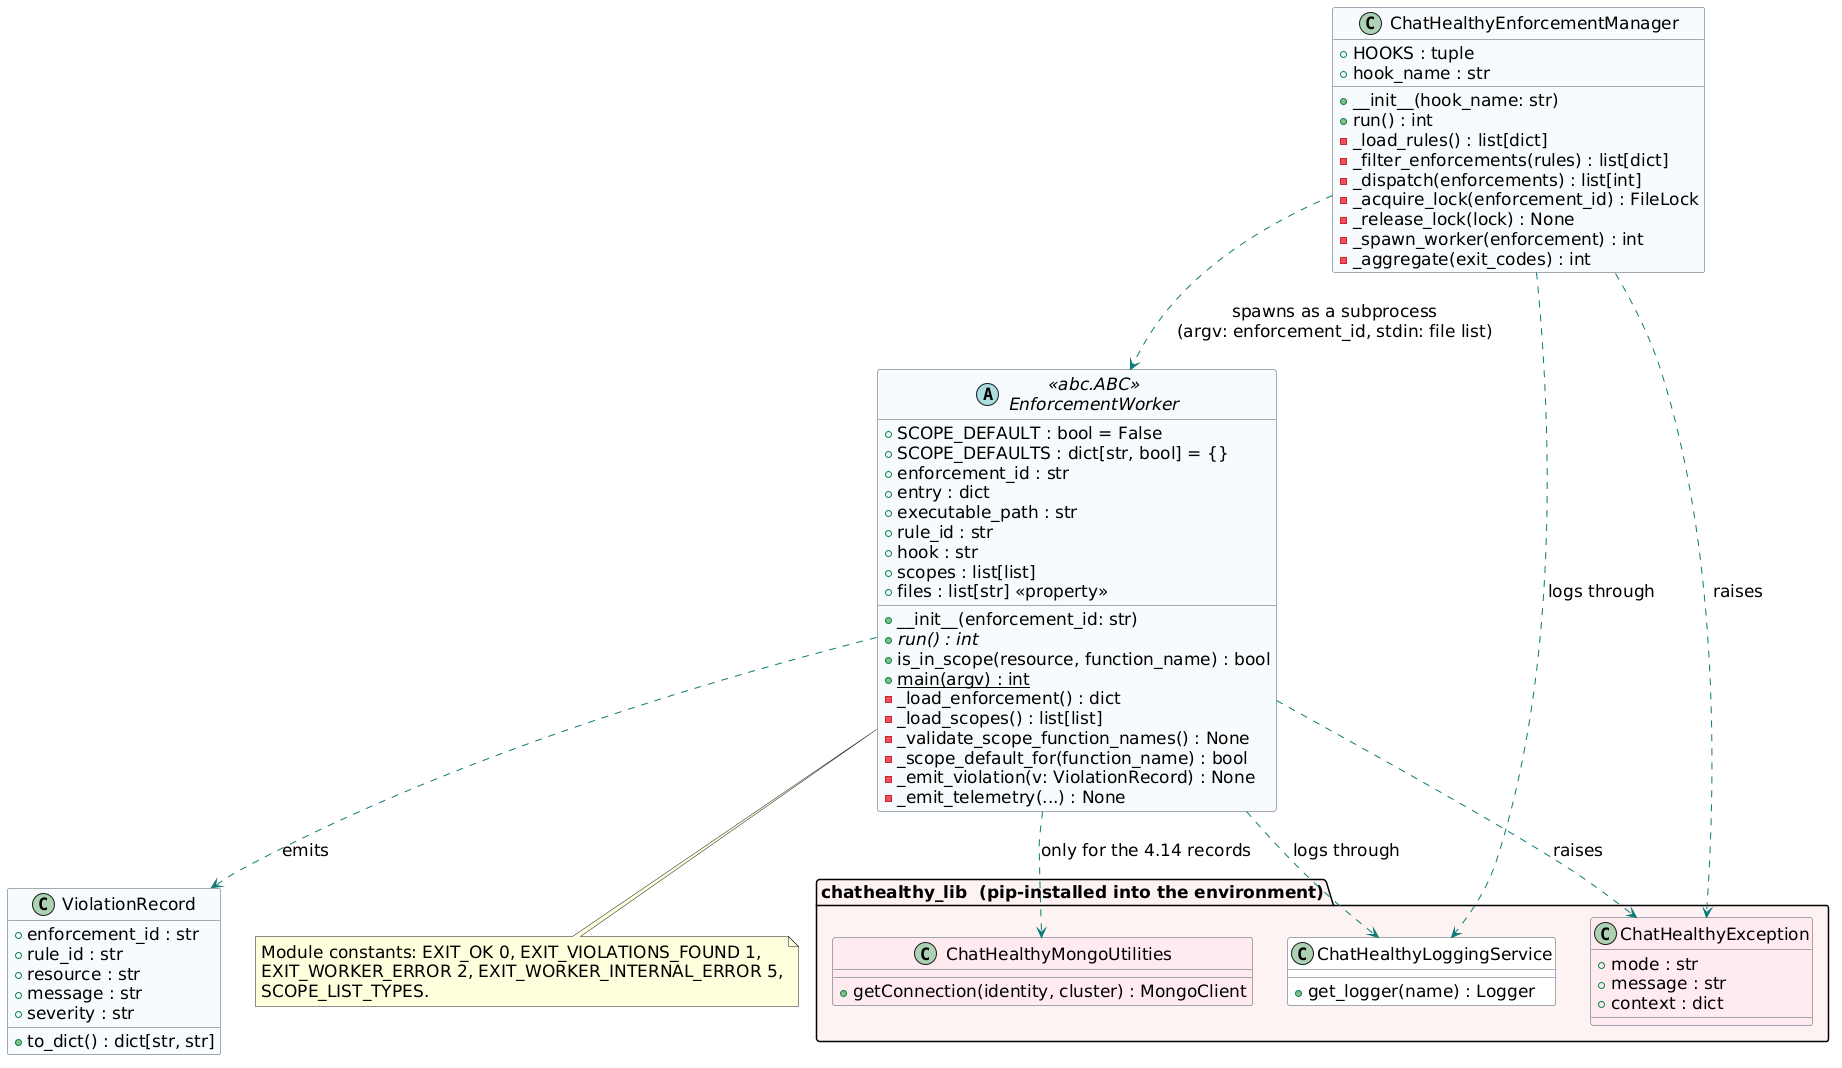 C ChatHealthyEnforcementManager
HOOKS : tuple
hook_name : str
__init__(hook_name: str)
run() : int
_load_rules() : list[dict]
_filter_enforcements(rules) : list[dict]
_dispatch(enforcements) : list[int]
_acquire_lock(enforcement_id) : FileLock
_release_lock(lock) : None
_spawn_worker(enforcement) : int
_aggregate(exit_codes) : int
spawns as a subprocess
(argv: enforcement_id, stdin: file list)
«abc.ABC»
A EnforcementWorker
SCOPE_DEFAULT : bool = False
SCOPE_DEFAULTS : dict[str, bool] = {}
enforcement_id : str
entry : dict
executable_path : str
rule_id : str
hook : str
scopes : list[list]
files : list[str] «property»
__init__(enforcement_id: str)
run() : int
is_in_scope(resource, function_name) : bool
main(argv) : int
_load_enforcement() : dict
_load_scopes() : list[list]
_validate_scope_function_names() : None
_scope_default_for(function_name) : bool
_emit_violation(v: ViolationRecord) : None
_emit_telemetry(...) : None
logs through
raises
emits
only for the 4.14 records
logs through
raises
C ViolationRecord
enforcement_id : str
rule_id : str
resource : str
message : str
severity : str
to_dict() : dict[str, str]
Module constants: EXIT_OK 0, EXIT_VIOLATIONS_FOUND 1,
EXIT_WORKER_ERROR 2, EXIT_WORKER_INTERNAL_ERROR 5,
SCOPE_LIST_TYPES.
chathealthy_lib (pip-installed into the environment)
C ChatHealthyMongoUtilities
getConnection(identity, cluster) : MongoClient
C ChatHealthyLoggingService
get_logger(name) : Logger
C ChatHealthyException
mode : str
message : str
context : dict